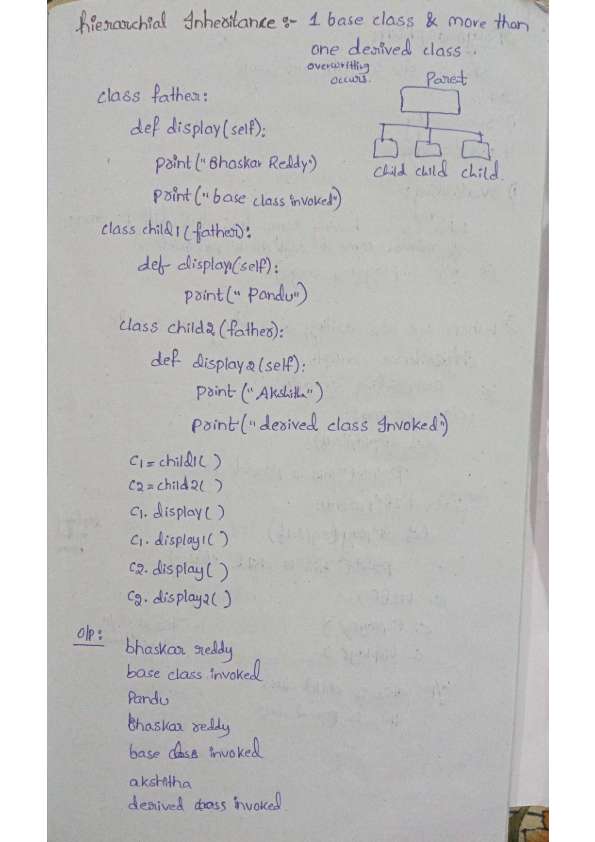 Hierarchial Inheritance :- 1 base class & more than
one derived class.
overwritting
occurs.
Parent
child child child.
class father:
def display(self):
print("Bhaskar Reddy")
print("base class invoked")
class child1(father):
def display1(self):
print("Pandu")
class child2(father):
def display2(self):
print("Akshitha")
Print("derived class Invoked")
C1=child1( )
C2=child2( )
C1.display( )
C1.display1( )
C2.display( )
C2.display2( )
O/p:
bhaskar reddy
base class invoked
Pandu
Bhaskar reddy
base class invoked
akshitha
derived class invoked.